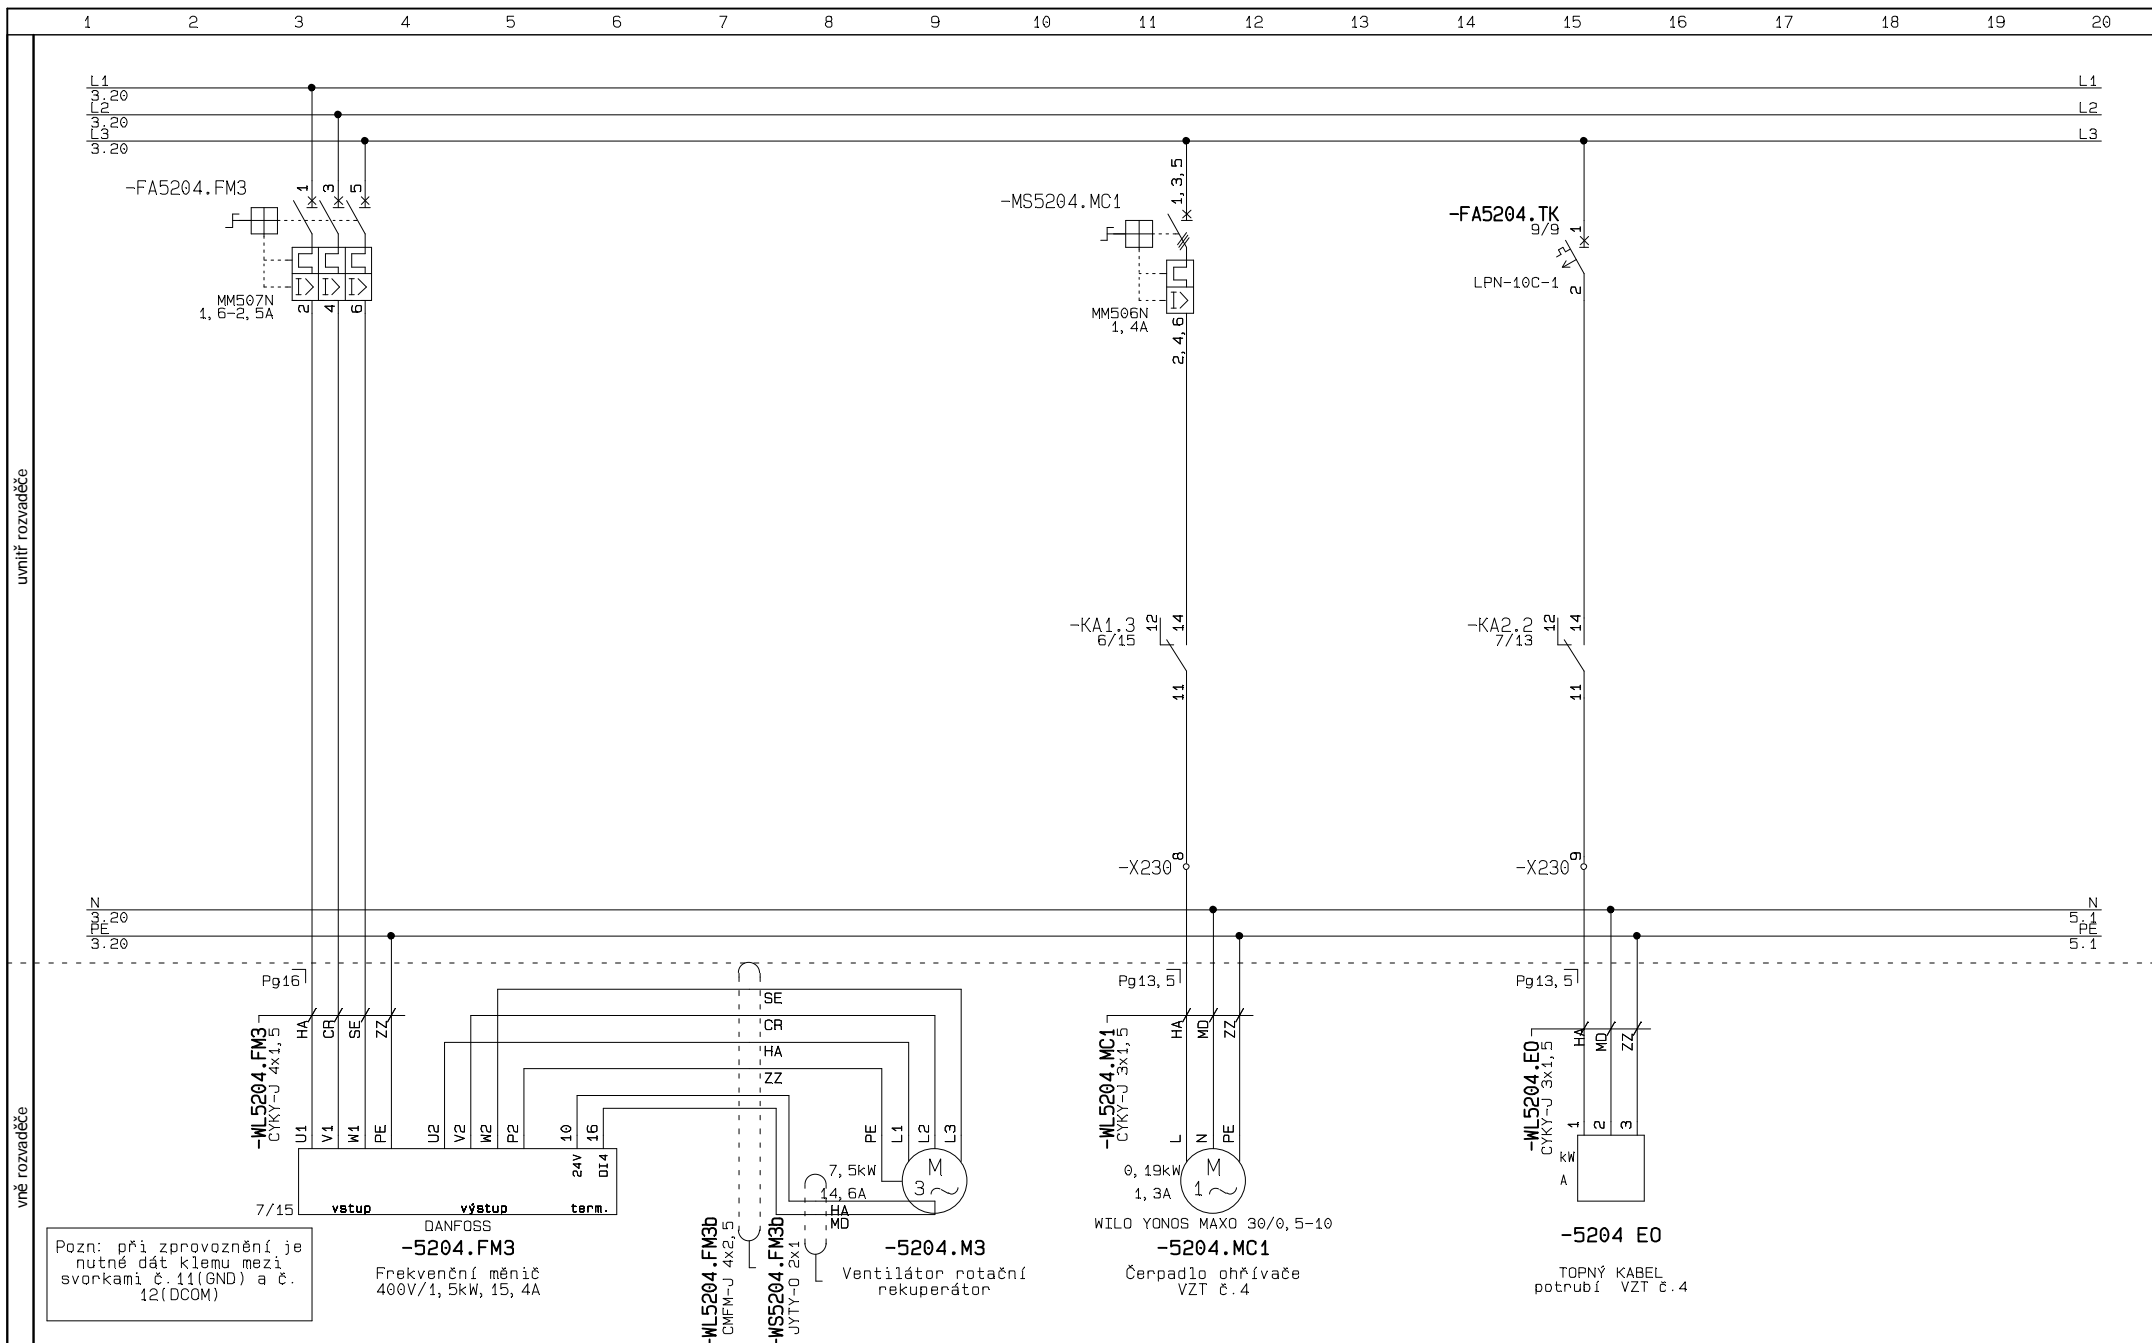 1 2 3 4 5 6 7 8 9 10 11 12 13 14 15 16 17 18 19 20
L1 L1
3.20
L2 L2
3.20
L3 L3
3.20
-FA5204.FM3
1 3 5
MM507N
1,6-2,5A
2 4 6
-MS5204.MC1
1,3,5
MM506N
1,4A
2,4,6
-FA5204.TK
9/9
1
LPN-10C-1
2
uvnitř rozvaděče
-KA1.3
6/15
12 14
11
-KA2.2
7/13
12 14
11
-X230
8
-X230
9
N N
3.20 5.1
PE PE
3.20 5.1
vně rozvaděče
Pg16
-WL5204.FM3
CYKY-J 4x1,5
HA CR SE ZZ
U1 V1 W1 PE U2 V2 W2 P2 10 16
24V DI4
7/15
vstup výstup term.
DANFOSS
-5204.FM3
Frekvenční měnič
400V/1,5kW,15,4A
Pozn: při zprovoznění je
nutné dát klemu mezi
svorkami č.11(GND) a č.
12(DCOM)
SE
CR
HA
ZZ
-WL5204.FM3b
CMFM-J 4x2,5
-WS5204.FM3b
JYTY-O 2x1
HA
MD
PE L1 L2 L3
7,5kW
14,6A
M
3
-5204.M3
Ventilátor rotační
rekuperátor
Pg13,5
-WL5204.MC1
CYKY-J 3x1,5
HA MD ZZ
L N PE
0,19kW
1,3A
M
1
WILO YONOS MAXO 30/0,5-10
-5204.MC1
Čerpadlo ohřívače
VZT č.4
Pg13,5
-WL5204.EO
CYKY-J 3x1,5
HA MD ZZ
1 2 3
kW
A
-5204 EO
TOPNÝ KABEL
potrubí VZT č.4